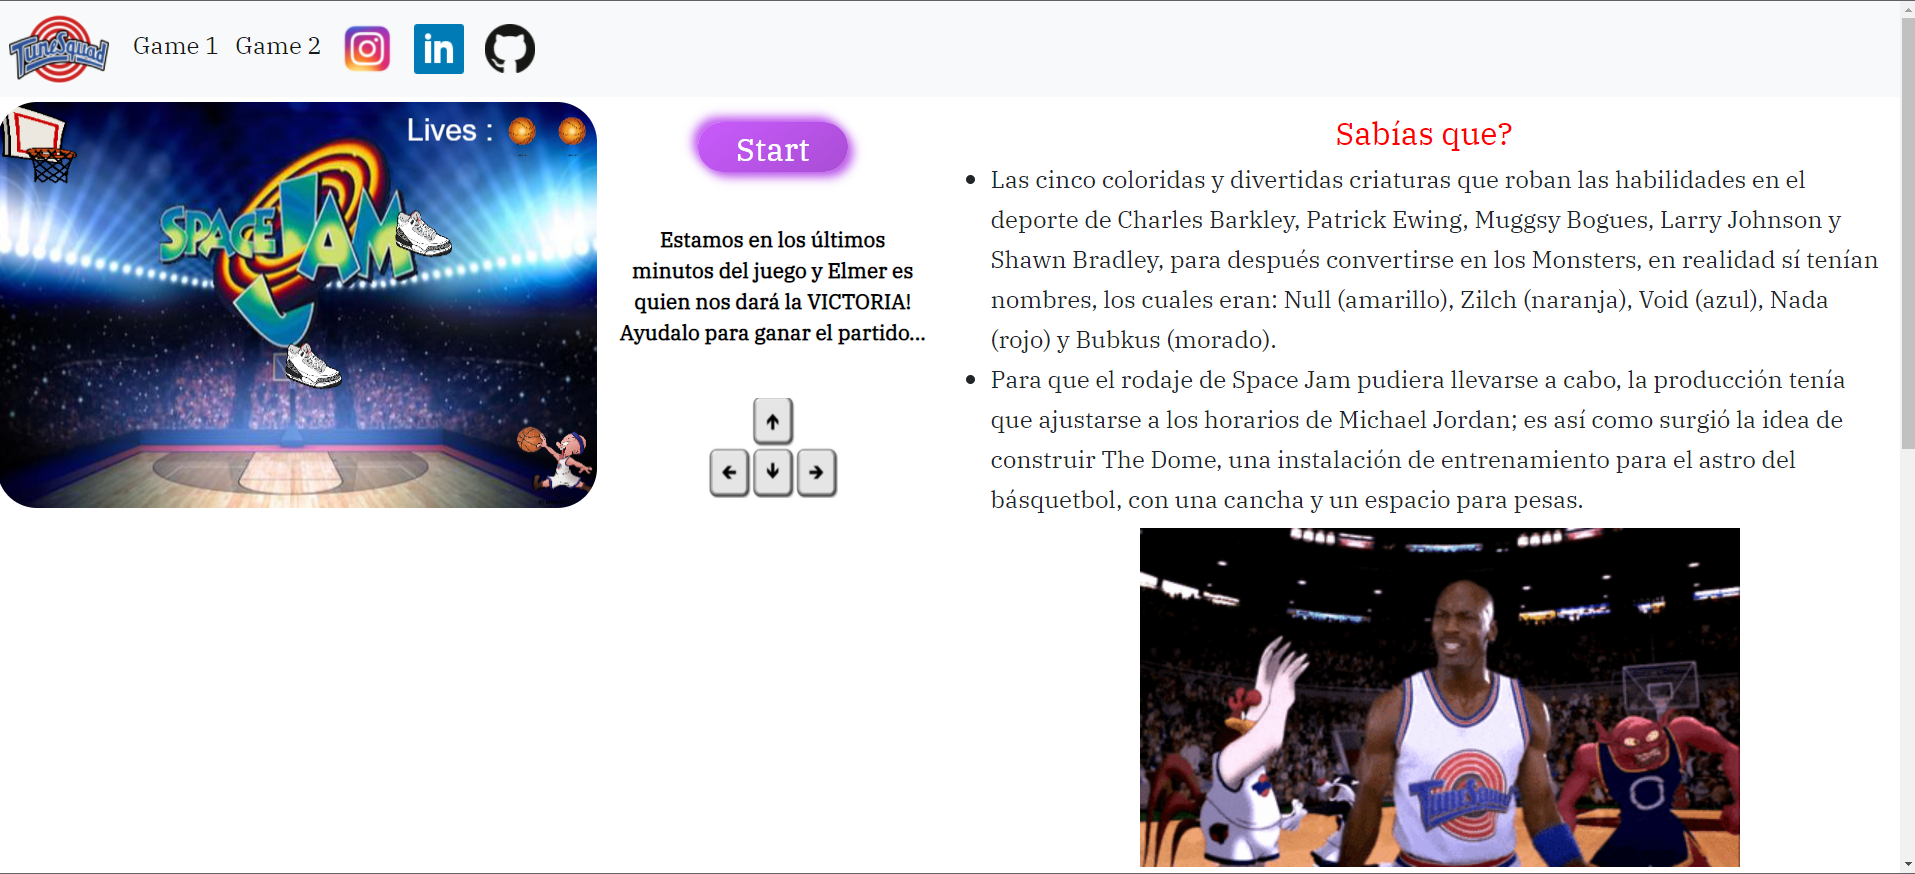 TuneSquad
Game 1 Game 2
in
Lives :
SPACE JAM
Start
Estamos en los últimos
minutos del juego y Elmer es
quien nos dará la VICTORIA!
Ayudalo para ganar el partido...
Sabías que?
Las cinco coloridas y divertidas criaturas que roban las habilidades en el
deporte de Charles Barkley, Patrick Ewing, Muggsy Bogues, Larry Johnson y
Shawn Bradley, para después convertirse en los Monsters, en realidad sí tenían
nombres, los cuales eran: Null (amarillo), Zilch (naranja), Void (azul), Nada
(rojo) y Bubkus (morado).
Para que el rodaje de Space Jam pudiera llevarse a cabo, la producción tenía
que ajustarse a los horarios de Michael Jordan; es así como surgió la idea de
construir The Dome, una instalación de entrenamiento para el astro del
básquetbol, con una cancha y un espacio para pesas.
TuneSquad
0